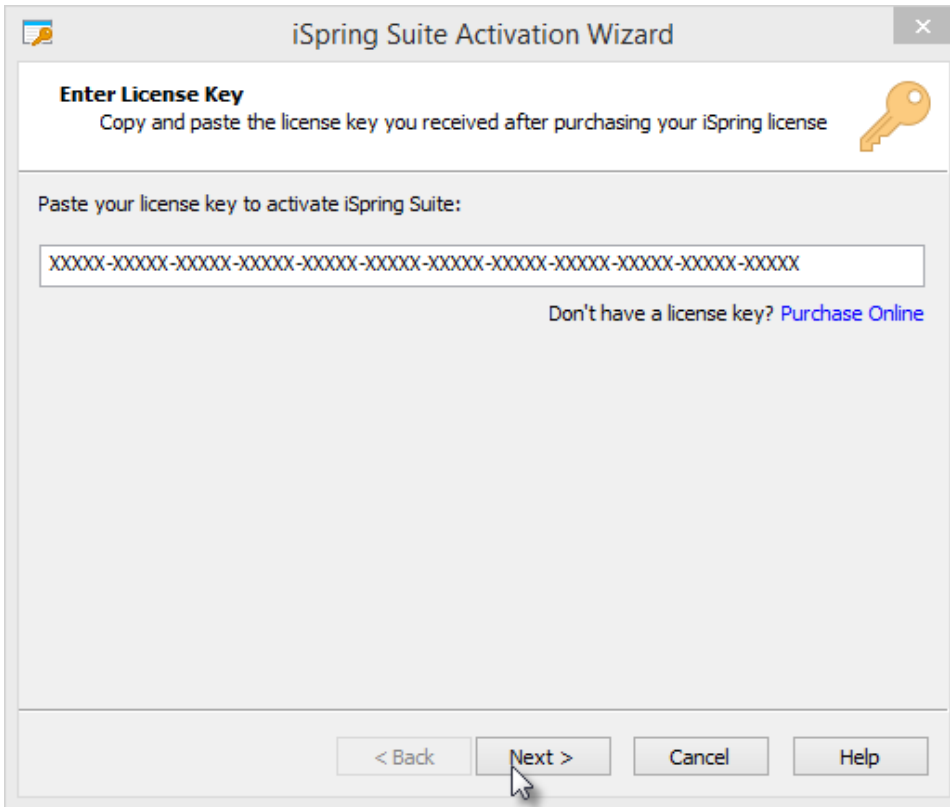 iSpring Suite Activation Wizard
Enter License Key
Copy and paste the license key you received after purchasing your iSpring license
Paste your license key to activate iSpring Suite:
XXXXX-XXXXX-XXXXX-XXXXX-XXXXX-XXXXX-XXXXX-XXXXX-XXXXX-XXXXX-XXXXX-XXXXX
Don't have a license key? Purchase Online
< Back Next > Cancel Help